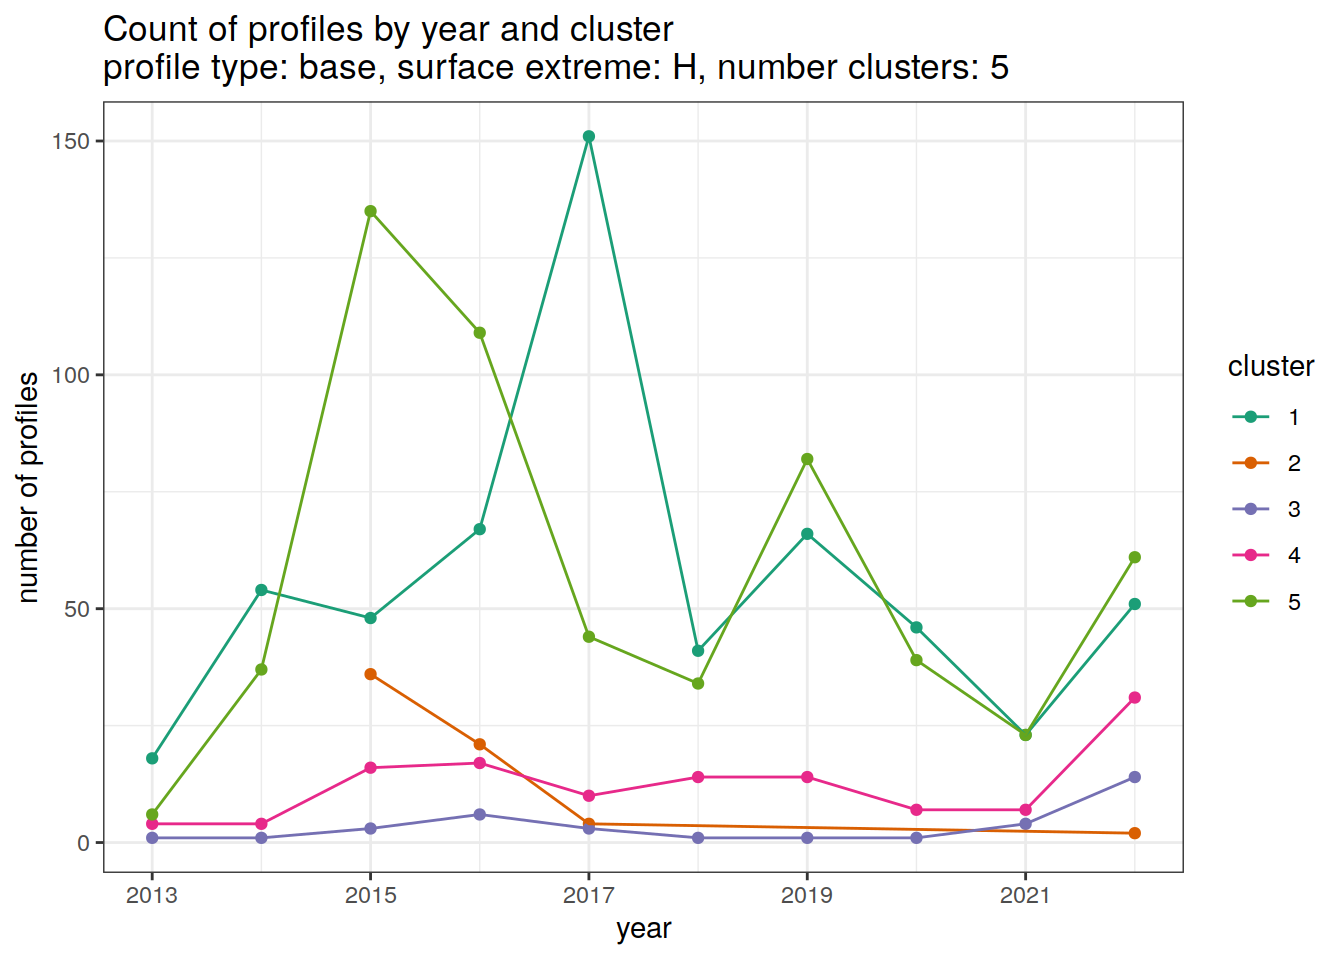 Count of profiles by year and cluster
profile type: base, surface extreme: H, number clusters: 5
150
100
50
0
number of profiles
2013 2015 2017 2019 2021
year
cluster
1
2
3
4
5